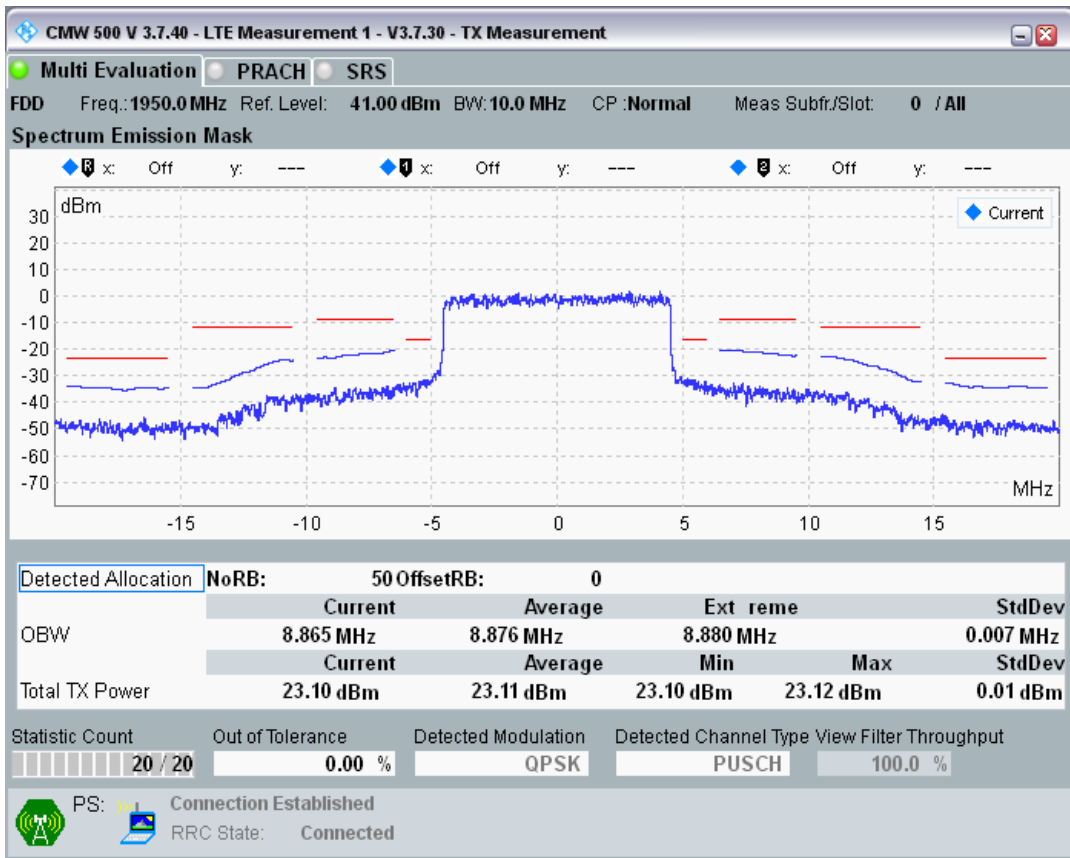 CMW 500 V 3.7.40 - LTE Measurement 1 - V3.7.30 - TX Measurement
Multi Evaluation PRACH SRS
FDD Freq.: 1950.0 MHz Ref. Level: 41.00 dBm BW: 10.0 MHz CP :Normal Meas Subfr./Slot: 0 / All
Spectrum Emission Mask
R x: Off y: --- 1 x: Off y: --- 2 x: Off y: ---
dBm
Current
30
20
10
0
-10
-20
-30
-40
-50
-60
-70
MHz
-15 -10 -5 0 5 10 15
Detected Allocation NoRB: 50 OffsetRB: 0
Current Average Ext reme StdDev
OBW 8.865 MHz 8.876 MHz 8.880 MHz 0.007 MHz
Current Average Min Max StdDev
Total TX Power 23.10 dBm 23.11 dBm 23.10 dBm 23.12 dBm 0.01 dBm
Statistic Count Out of Tolerance Detected Modulation Detected Channel Type View Filter Throughput
20 / 20 0.00 % QPSK PUSCH 100.0 %
PS: Connection Established
RRC State: Connected